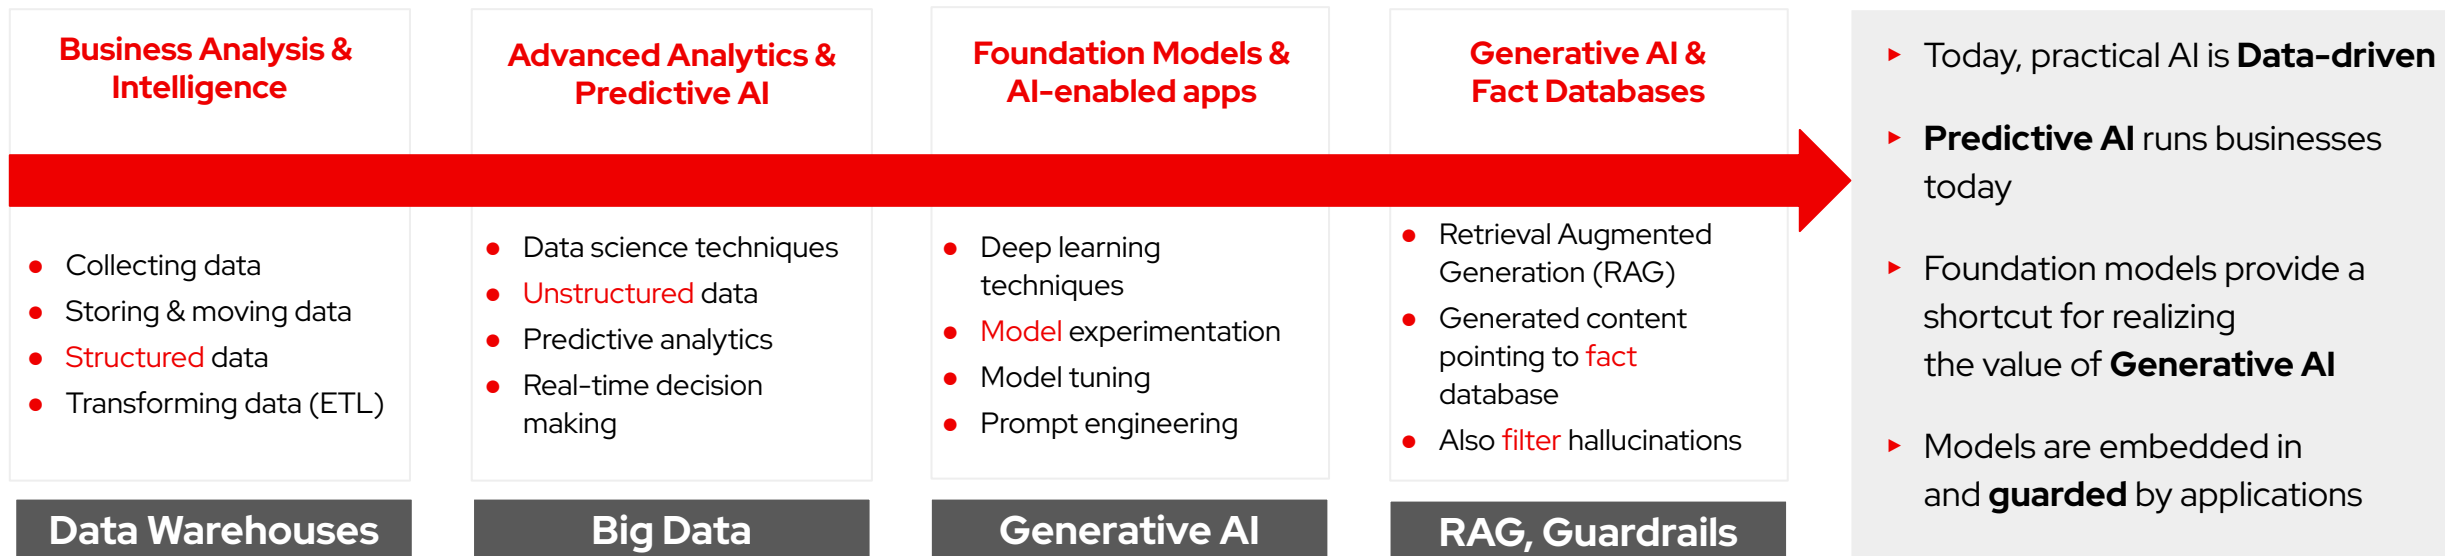 Business Analysis &
Intelligence
Collecting data
Storing & moving data
Structured data
Transforming data (ETL)
Data Warehouses
Advanced Analytics &
Predictive AI
Data science techniques
Unstructured data
Predictive analytics
Real-time decision
making
Big Data
Foundation Models &
AI-enabled apps
Deep learning
techniques
Model experimentation
Model tuning
Prompt engineering
Generative AI
Generative AI &
Fact Databases
Retrieval Augmented
Generation (RAG)
Generated content
pointing to fact
database
Also filter hallucinations
RAG, Guardrails
Today, practical AI is Data-driven
Predictive AI runs businesses
today
Foundation models provide a
shortcut for realizing
the value of Generative AI
Models are embedded in
and guarded by applications